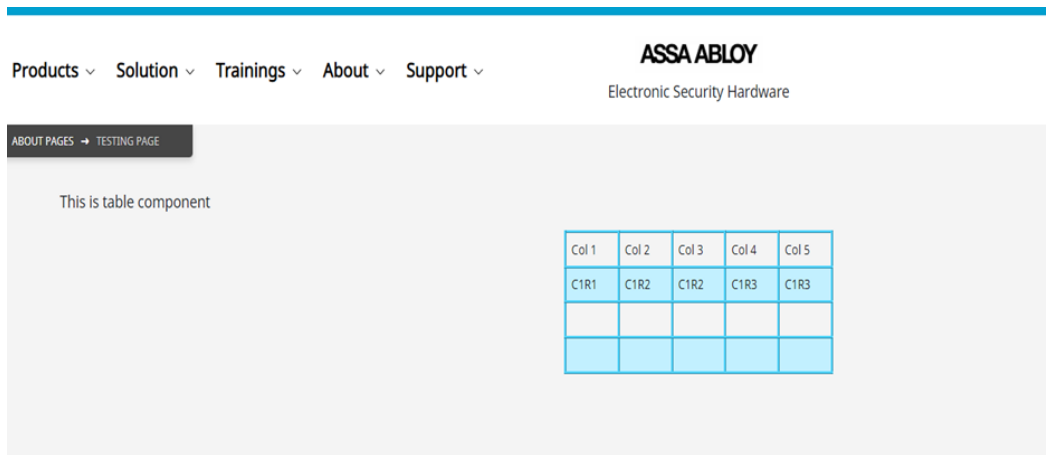 Products Solution Trainings About Support
ASSA ABLOY
Electronic Security Hardware
ABOUT PAGES → TESTING PAGE
This is table component
Col 1 Col 2 Col 3 Col 4 Col 5
C1R1 C1R2 C1R2 C1R3 C1R3